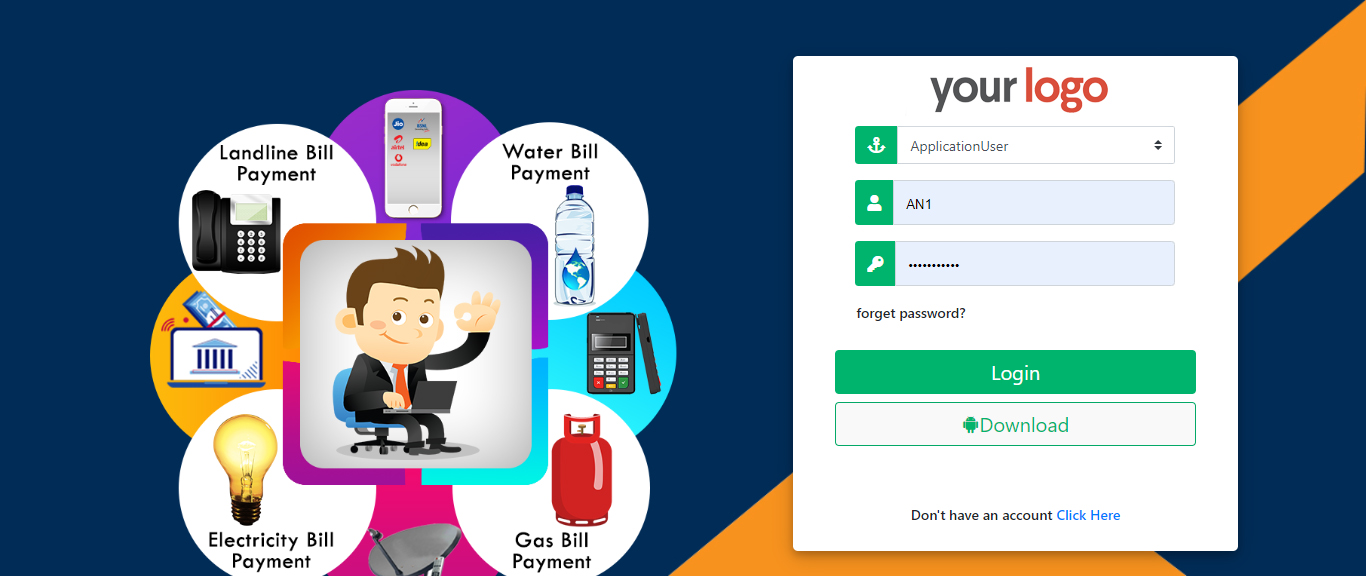 Landline Bill
Payment
Jio
BSNL
airtel
!dea
vodafone
Water Bill
Payment
Electricity Bill
Payment
Gas Bill
Payment
your logo
ApplicationUser
AN1
•••••••••••
forget password?
Login
Download
Don't have an account Click Here